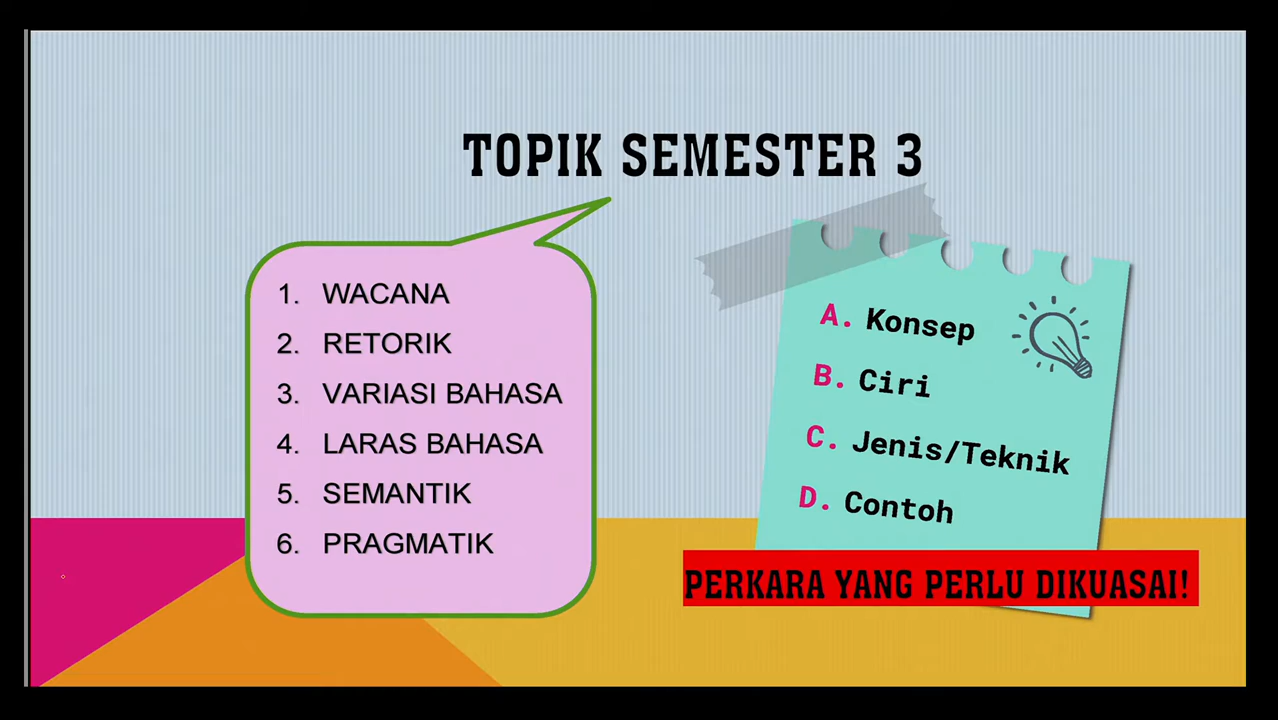 TOPIK SEMESTER 3
1. WACANA
2. RETORIK
3. VARIASI BAHASA
4. LARAS BAHASA
5. SEMANTIK
6. PRAGMATIK
A. Konsep
B. Ciri
C. Jenis/Teknik
D. Contoh
PERKARA YANG PERLU DIKUASAI!